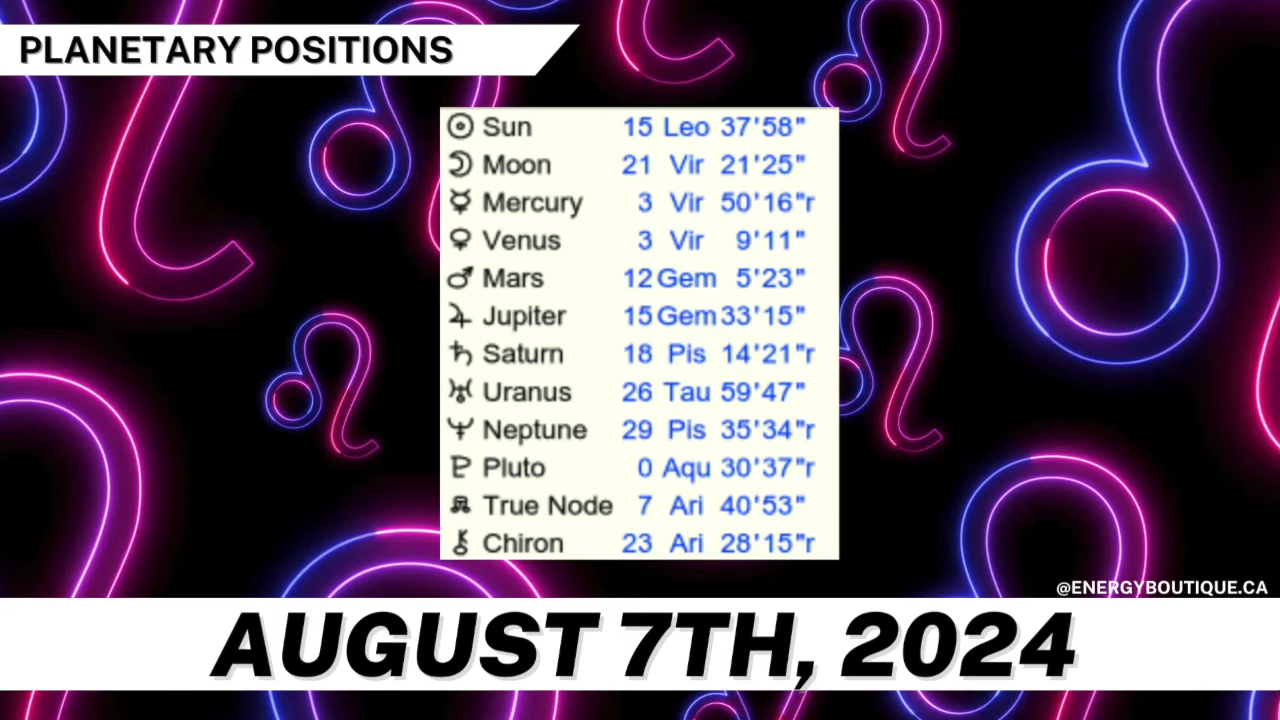 PLANETARY POSITIONS
☉ Sun 15 Leo 37'58"
☽ Moon 21 Vir 21'25"
☿ Mercury 3 Vir 50'16"r
♀ Venus 3 Vir 9'11"
♂ Mars 12 Gem 5'23"
♃ Jupiter 15 Gem 33'15"
♄ Saturn 18 Pis 14'21"r
♅ Uranus 26 Tau 59'47"
♆ Neptune 29 Pis 35'34"r
♇ Pluto 0 Aqu 30'37"r
☊ True Node 7 Ari 40'53"
⚷ Chiron 23 Ari 28'15"r
@ENERGYBOUTIQUE.CA
AUGUST 7TH, 2024